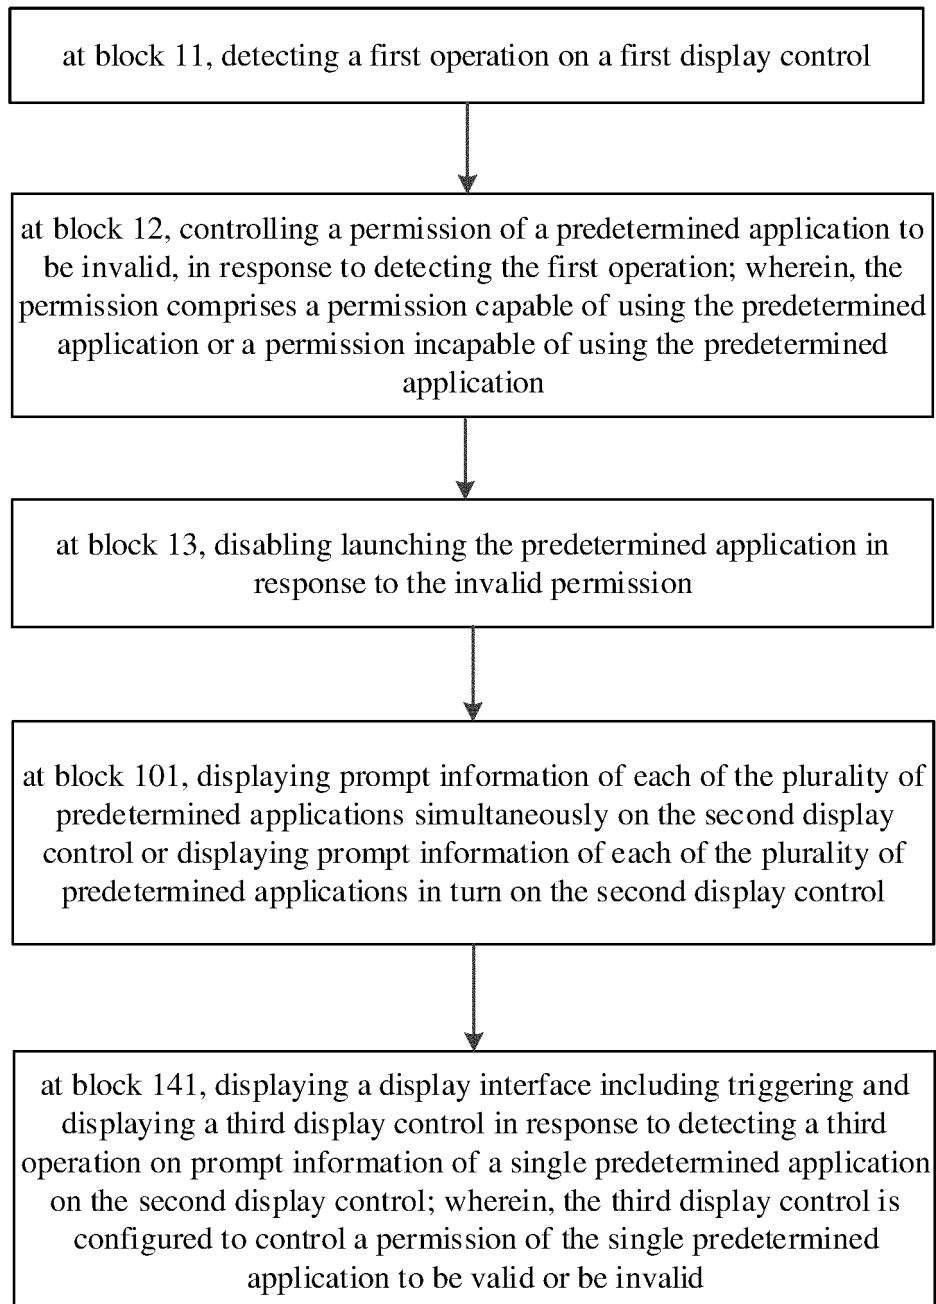 at block 11, detecting a first operation on a first display control
at block 12, controlling a permission of a predetermined application to
be invalid, in response to detecting the first operation; wherein, the
permission comprises a permission capable of using the predetermined
application or a permission incapable of using the predetermined
application
at block 13, disabling launching the predetermined application in
response to the invalid permission
at block 101, displaying prompt information of each of the plurality of
predetermined applications simultaneously on the second display
control or displaying prompt information of each of the plurality of
predetermined applications in turn on the second display control
at block 141, displaying a display interface including triggering and
displaying a third display control in response to detecting a third
operation on prompt information of a single predetermined application
on the second display control; wherein, the third display control is
configured to control a permission of the single predetermined
application to be valid or be invalid